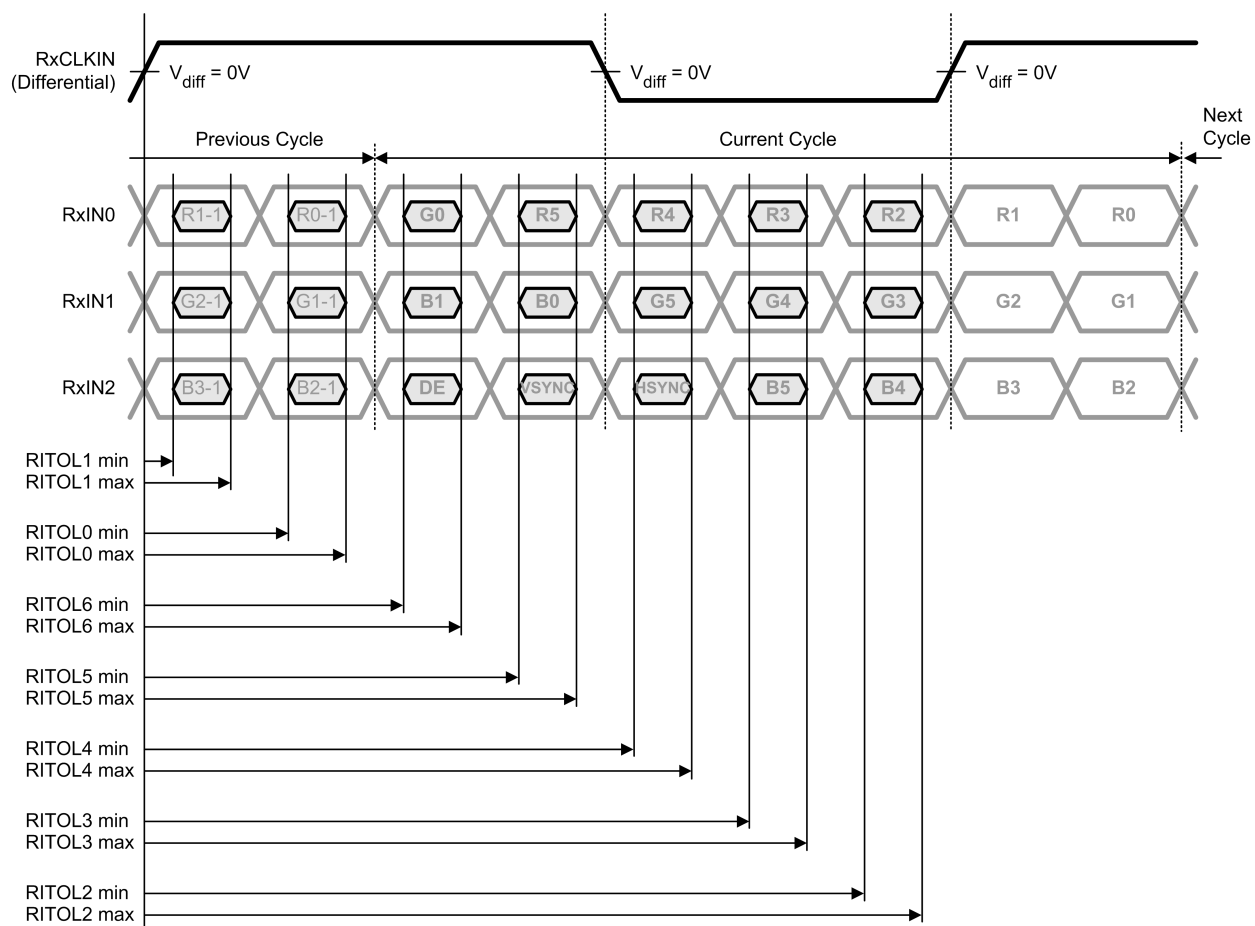 RxCLKIN
(Differential)
Vdiff = 0V
Vdiff = 0V
Vdiff = 0V
Previous Cycle
Current Cycle
Next
Cycle
RxIN0
R1-1
R0-1
G0
R5
R4
R3
R2
R1
R0
RxIN1
G2-1
G1-1
B1
B0
G5
G4
G3
G2
G1
RxIN2
B3-1
B2-1
DE
VSYNC
HSYNC
B5
B4
B3
B2
RITOL1 min
RITOL1 max
RITOL0 min
RITOL0 max
RITOL6 min
RITOL6 max
RITOL5 min
RITOL5 max
RITOL4 min
RITOL4 max
RITOL3 min
RITOL3 max
RITOL2 min
RITOL2 max